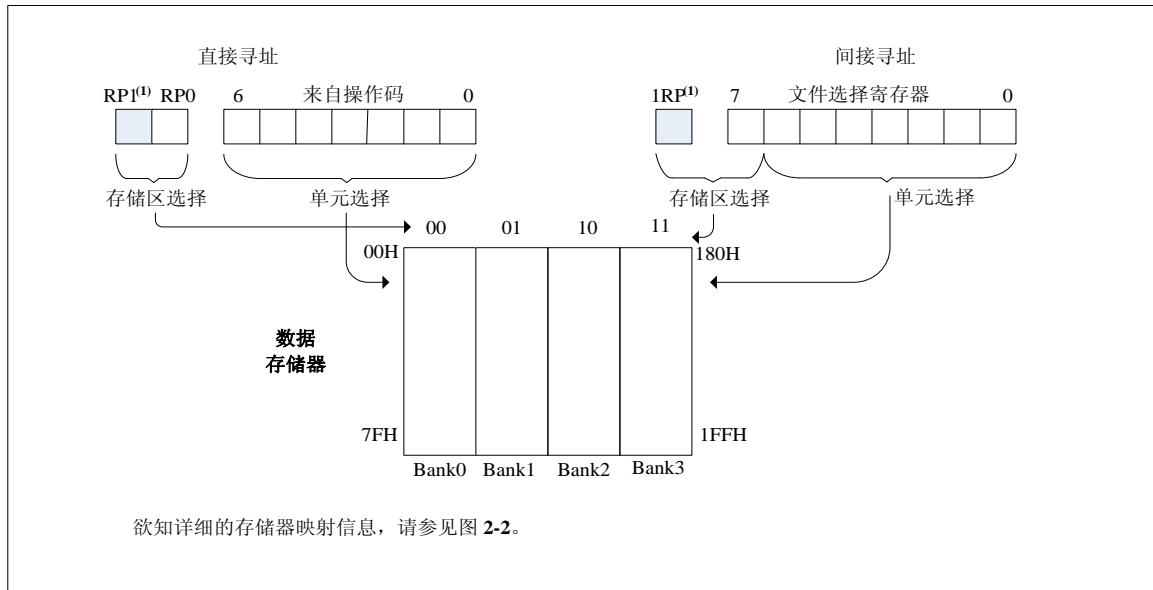 直接寻址
间接寻址
RP1(1) RP0 6 来自操作码 0
1RP(1) 7 文件选择寄存器 0
存储区选择 单元选择
存储区选择 单元选择
00 01 10 11
00H 180H
数据
存储器
7FH 1FFH
Bank0 Bank1 Bank2 Bank3
欲知详细的存储器映射信息，请参见图 2-2。